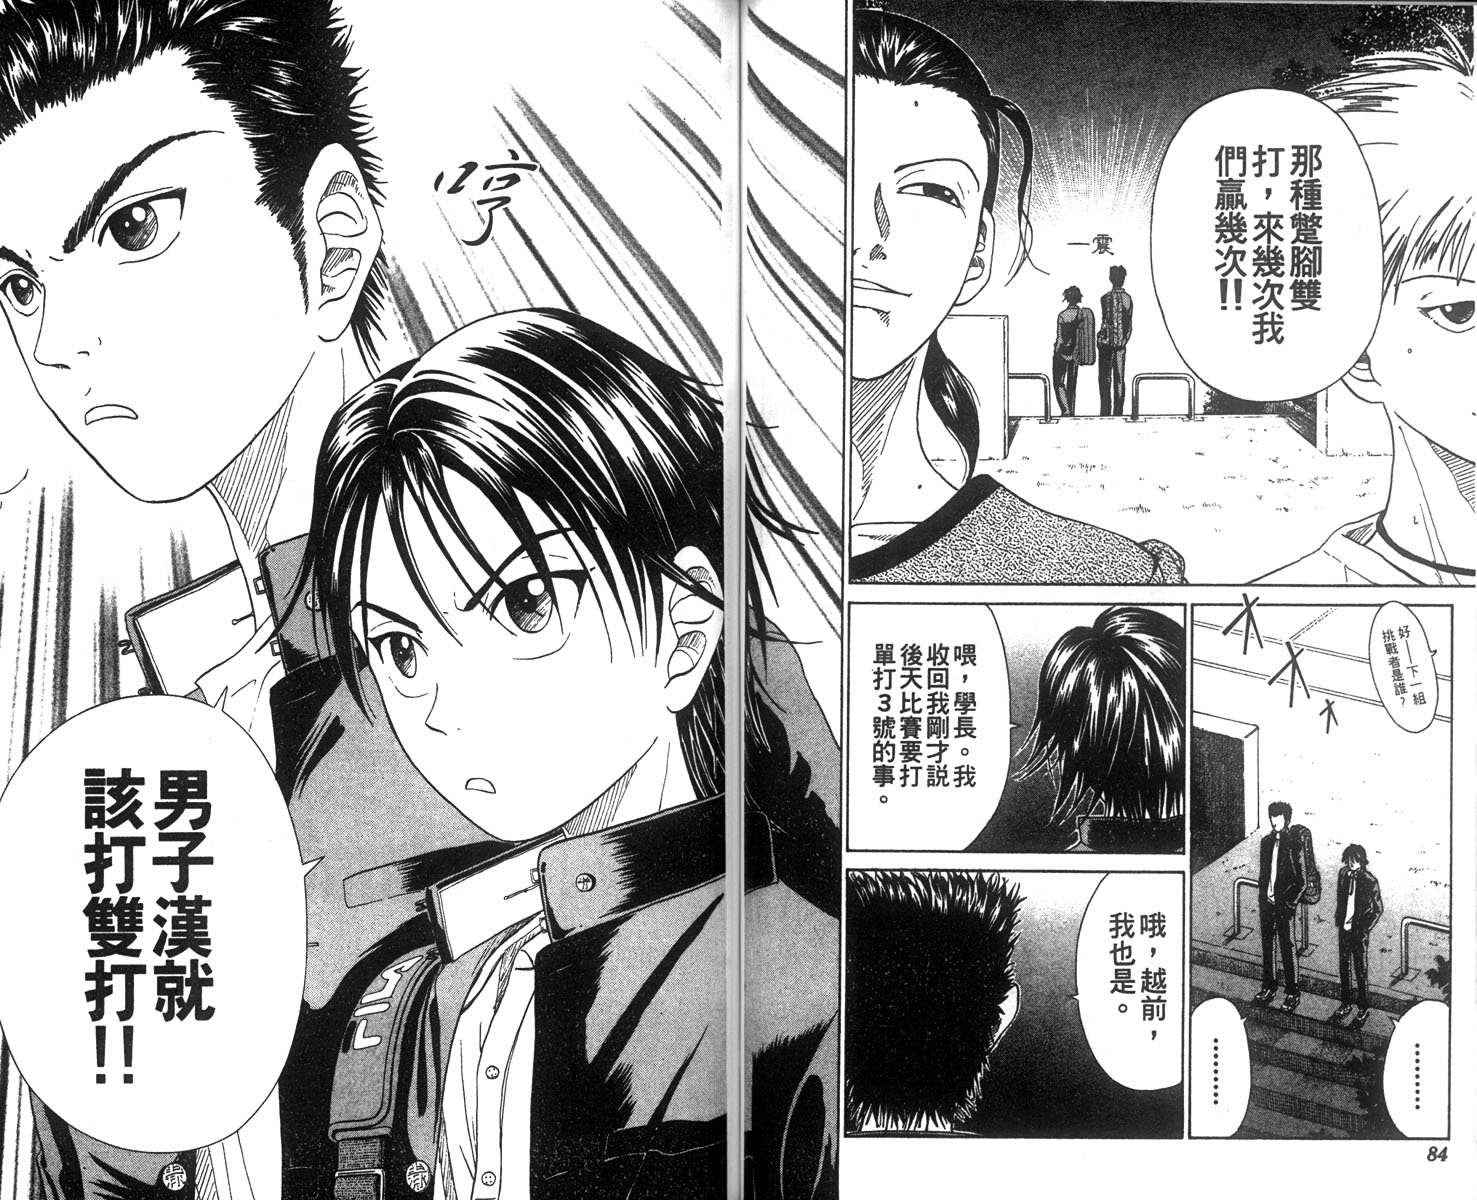 那種蹩腳雙
打，來幾次我
們贏幾次!!
一震
好——下一組
挑戰者是誰？
………
………
喂，學長。我
收回我剛才說
後天比賽要打
單打3號的事。
哦，越前，
我也是。
84
哼
男子漢就
該打雙打!!